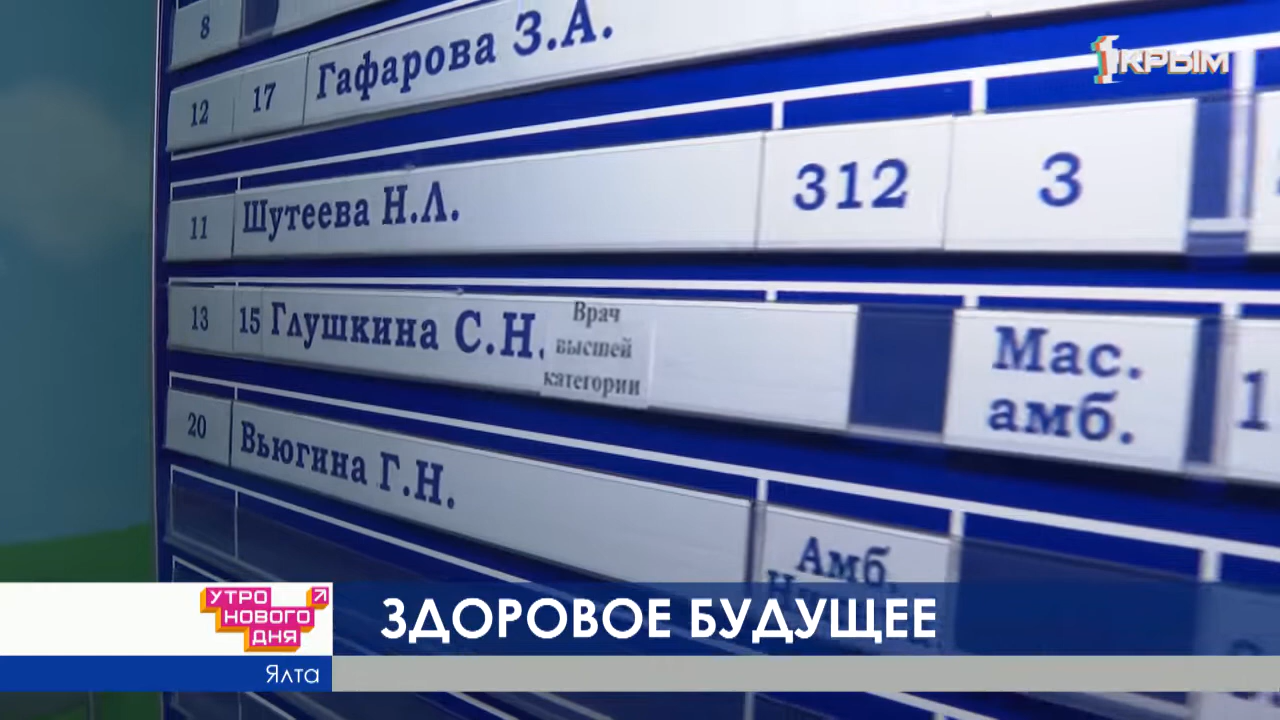 8
12 17 Гафарова З.А.
1КРЫМ
11 Шутеева Н.Л. 312 3
13 15 Глушкина С.Н. Врач
высшей
категории
Мас.
амб.
1
20 Вьюгина Г.Н.
Амб.
УТРО
НОВОГО
ДНЯ
ЗДОРОВОЕ БУДУЩЕЕ
Ялта